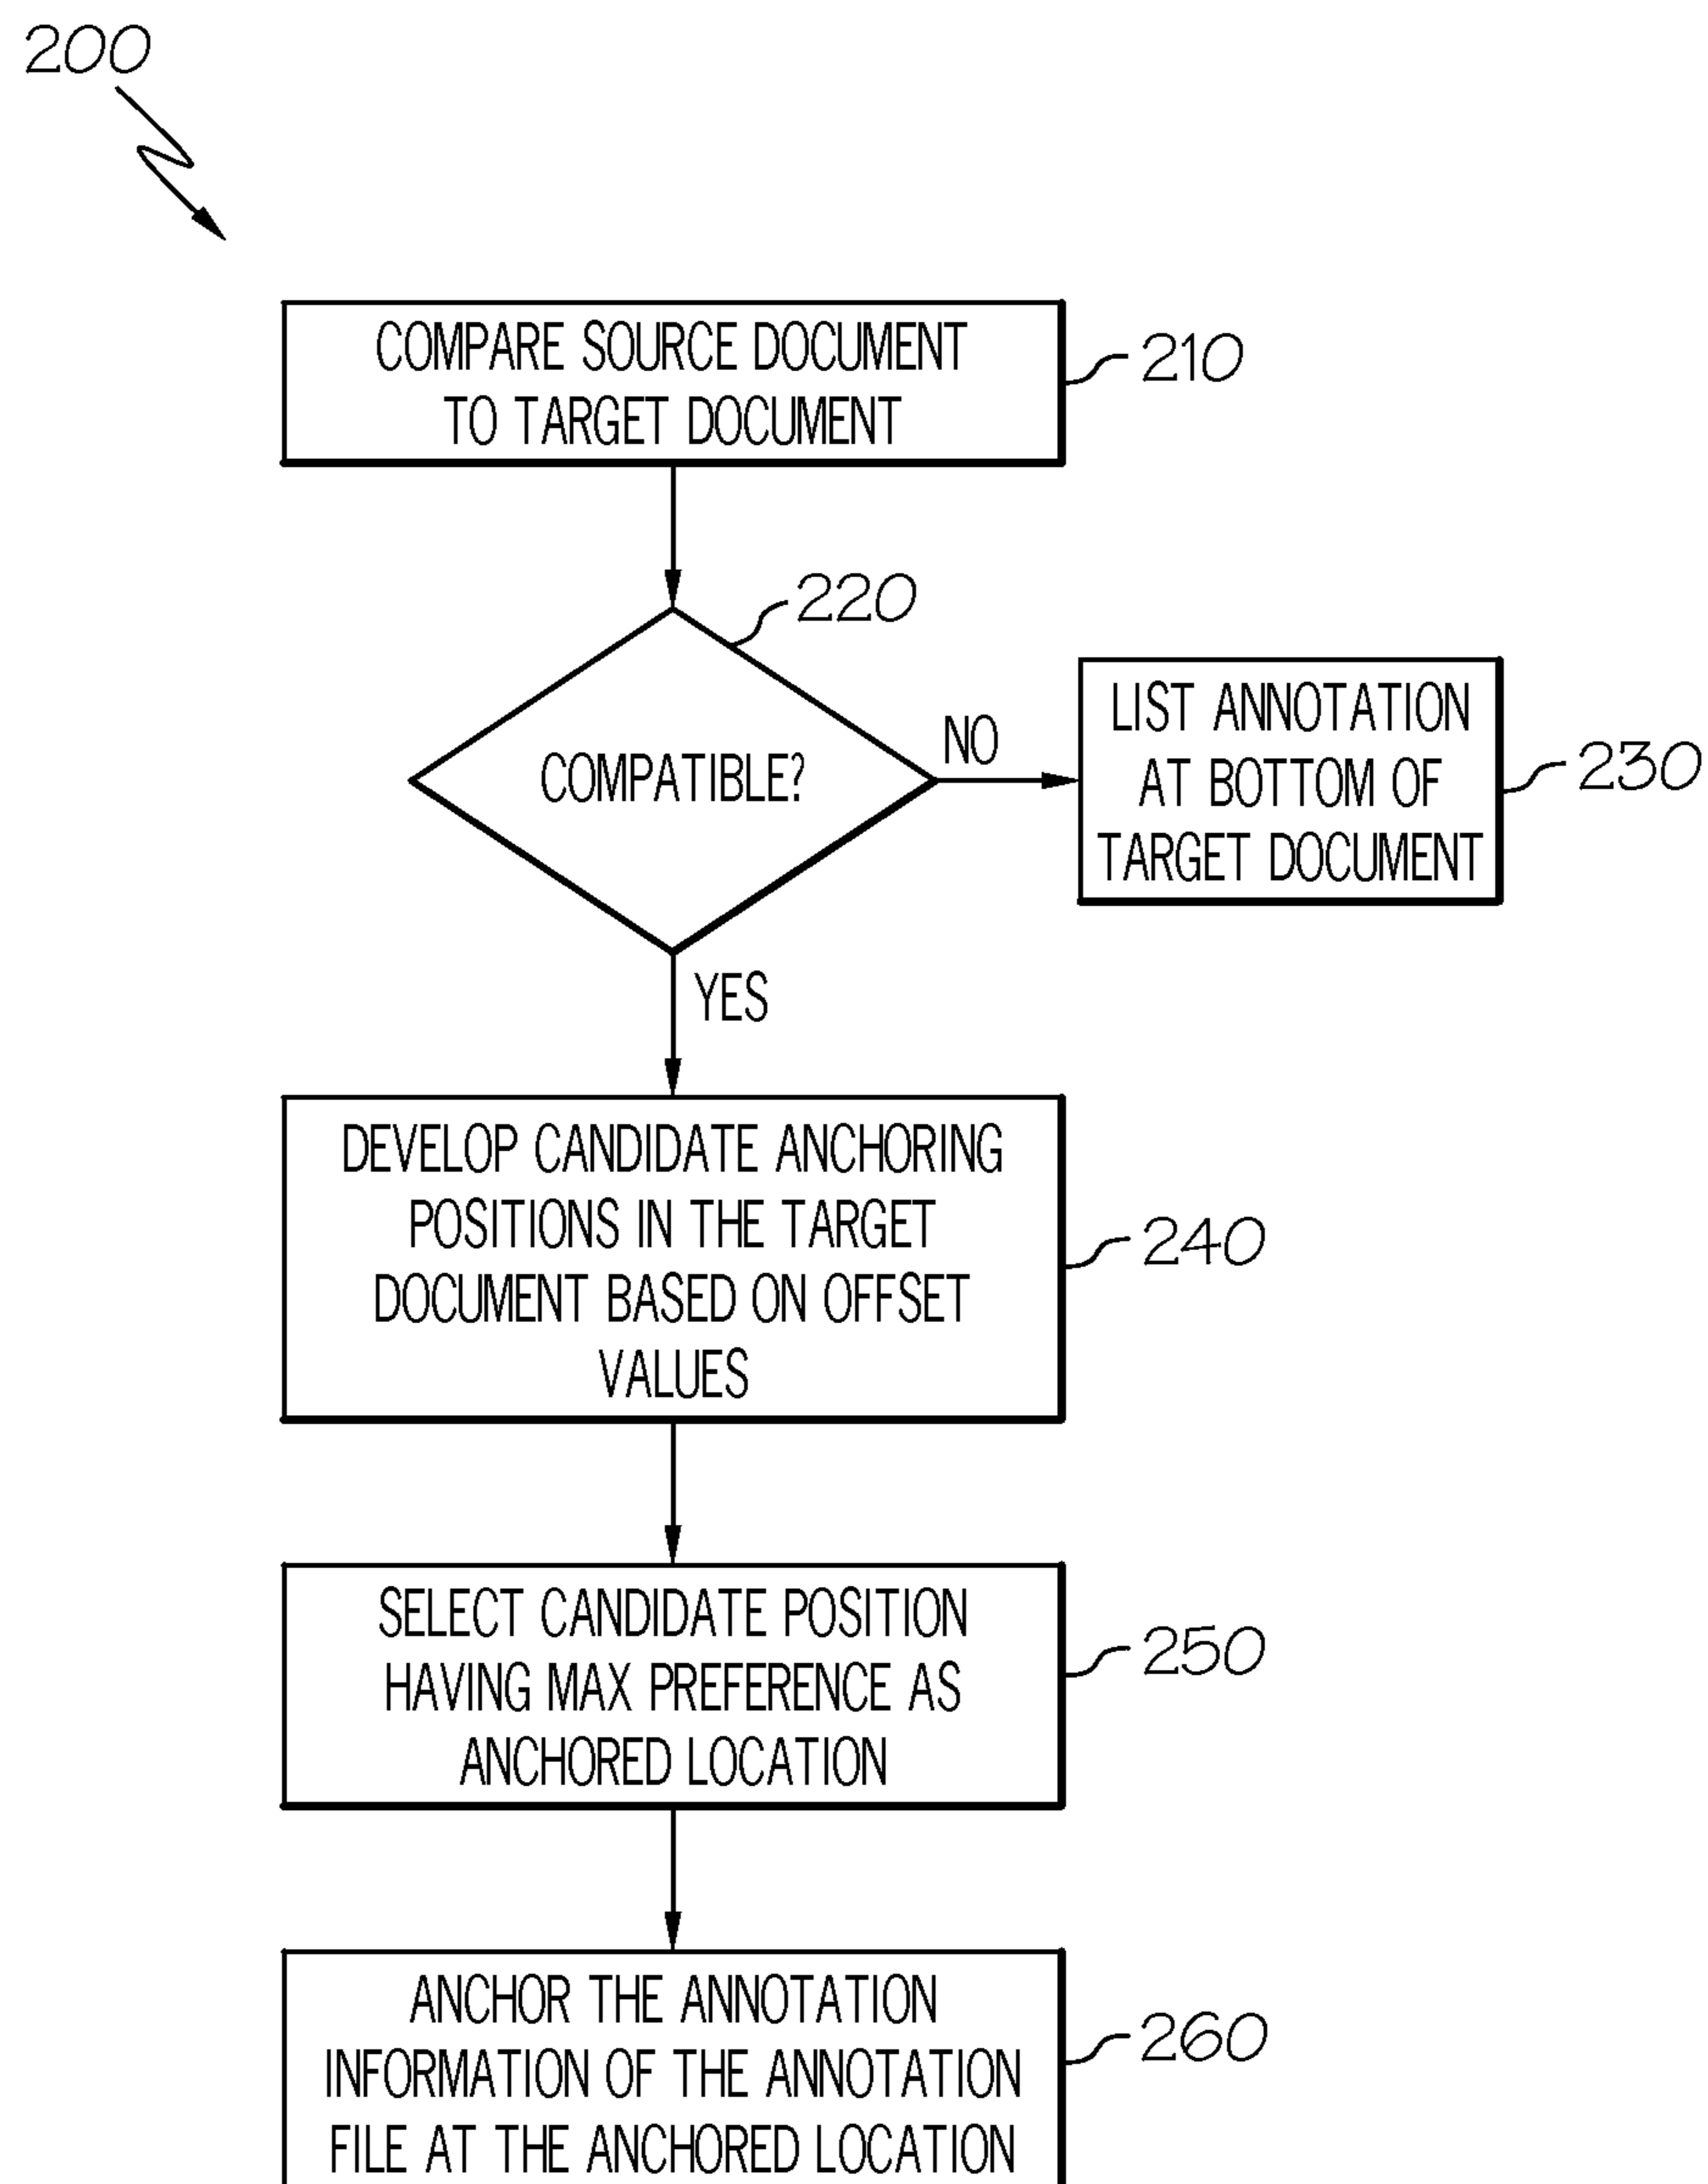 200
COMPARE SOURCE DOCUMENT
TO TARGET DOCUMENT
210
220
COMPATIBLE?
NO
LIST ANNOTATION
AT BOTTOM OF
TARGET DOCUMENT
230
YES
DEVELOP CANDIDATE ANCHORING
POSITIONS IN THE TARGET
DOCUMENT BASED ON OFFSET
VALUES
240
SELECT CANDIDATE POSITION
HAVING MAX PREFERENCE AS
ANCHORED LOCATION
250
ANCHOR THE ANNOTATION
INFORMATION OF THE ANNOTATION
FILE AT THE ANCHORED LOCATION
260